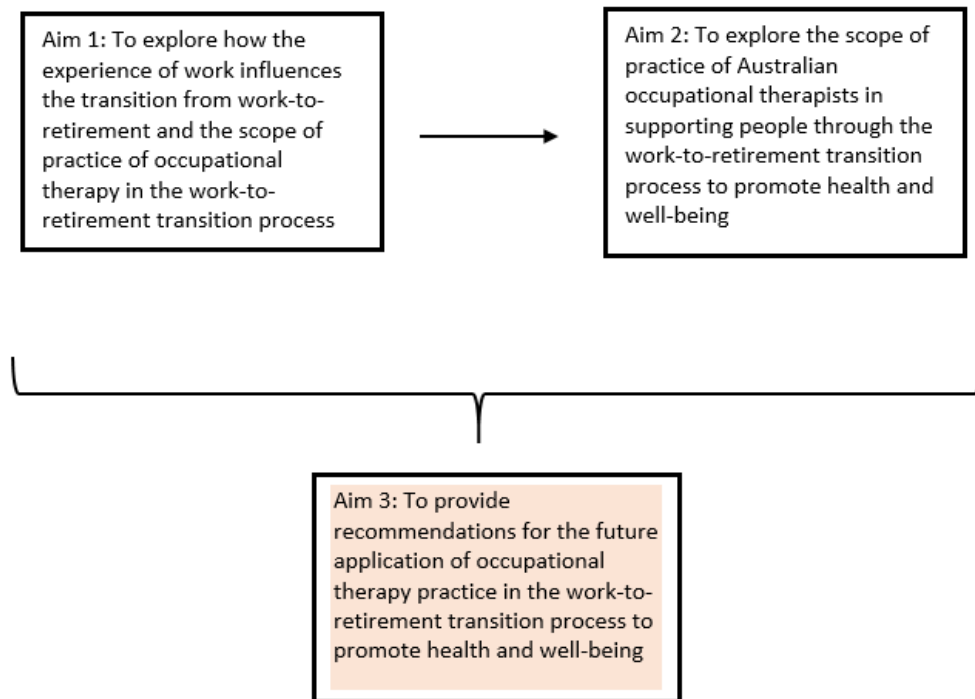 Aim 1: To explore how the
experience of work influences
the transition from work-to-
retirement and the scope of
practice of occupational
therapy in the work-to-
retirement transition process
Aim 2: To explore the scope of
practice of Australian
occupational therapists in
supporting people through the
work-to-retirement transition
process to promote health and
well-being
Aim 3: To provide
recommendations for the future
application of occupational
therapy practice in the work-to-
retirement transition process to
promote health and well-being